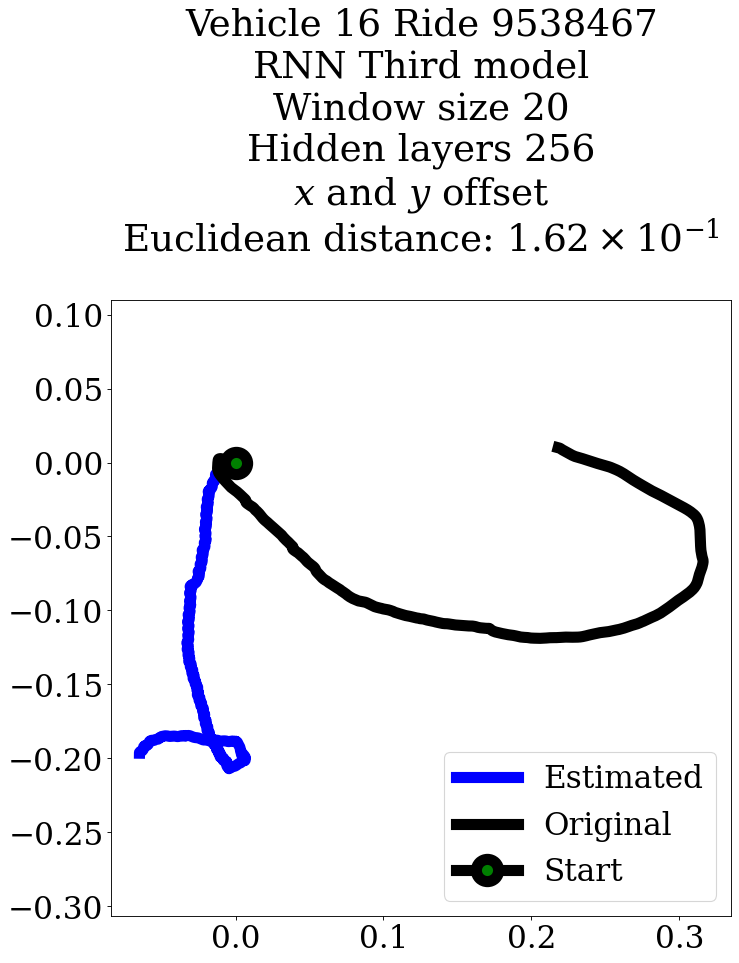 Vehicle 16 Ride 9538467
RNN Third model
Window size 20
Hidden layers 256
x and y offset
Euclidean distance: 1.62 × 10⁻¹
0.10
0.05
0.00
−0.05
−0.10
−0.15
−0.20
−0.25
−0.30
Estimated
Original
Start
0.0
0.1
0.2
0.3